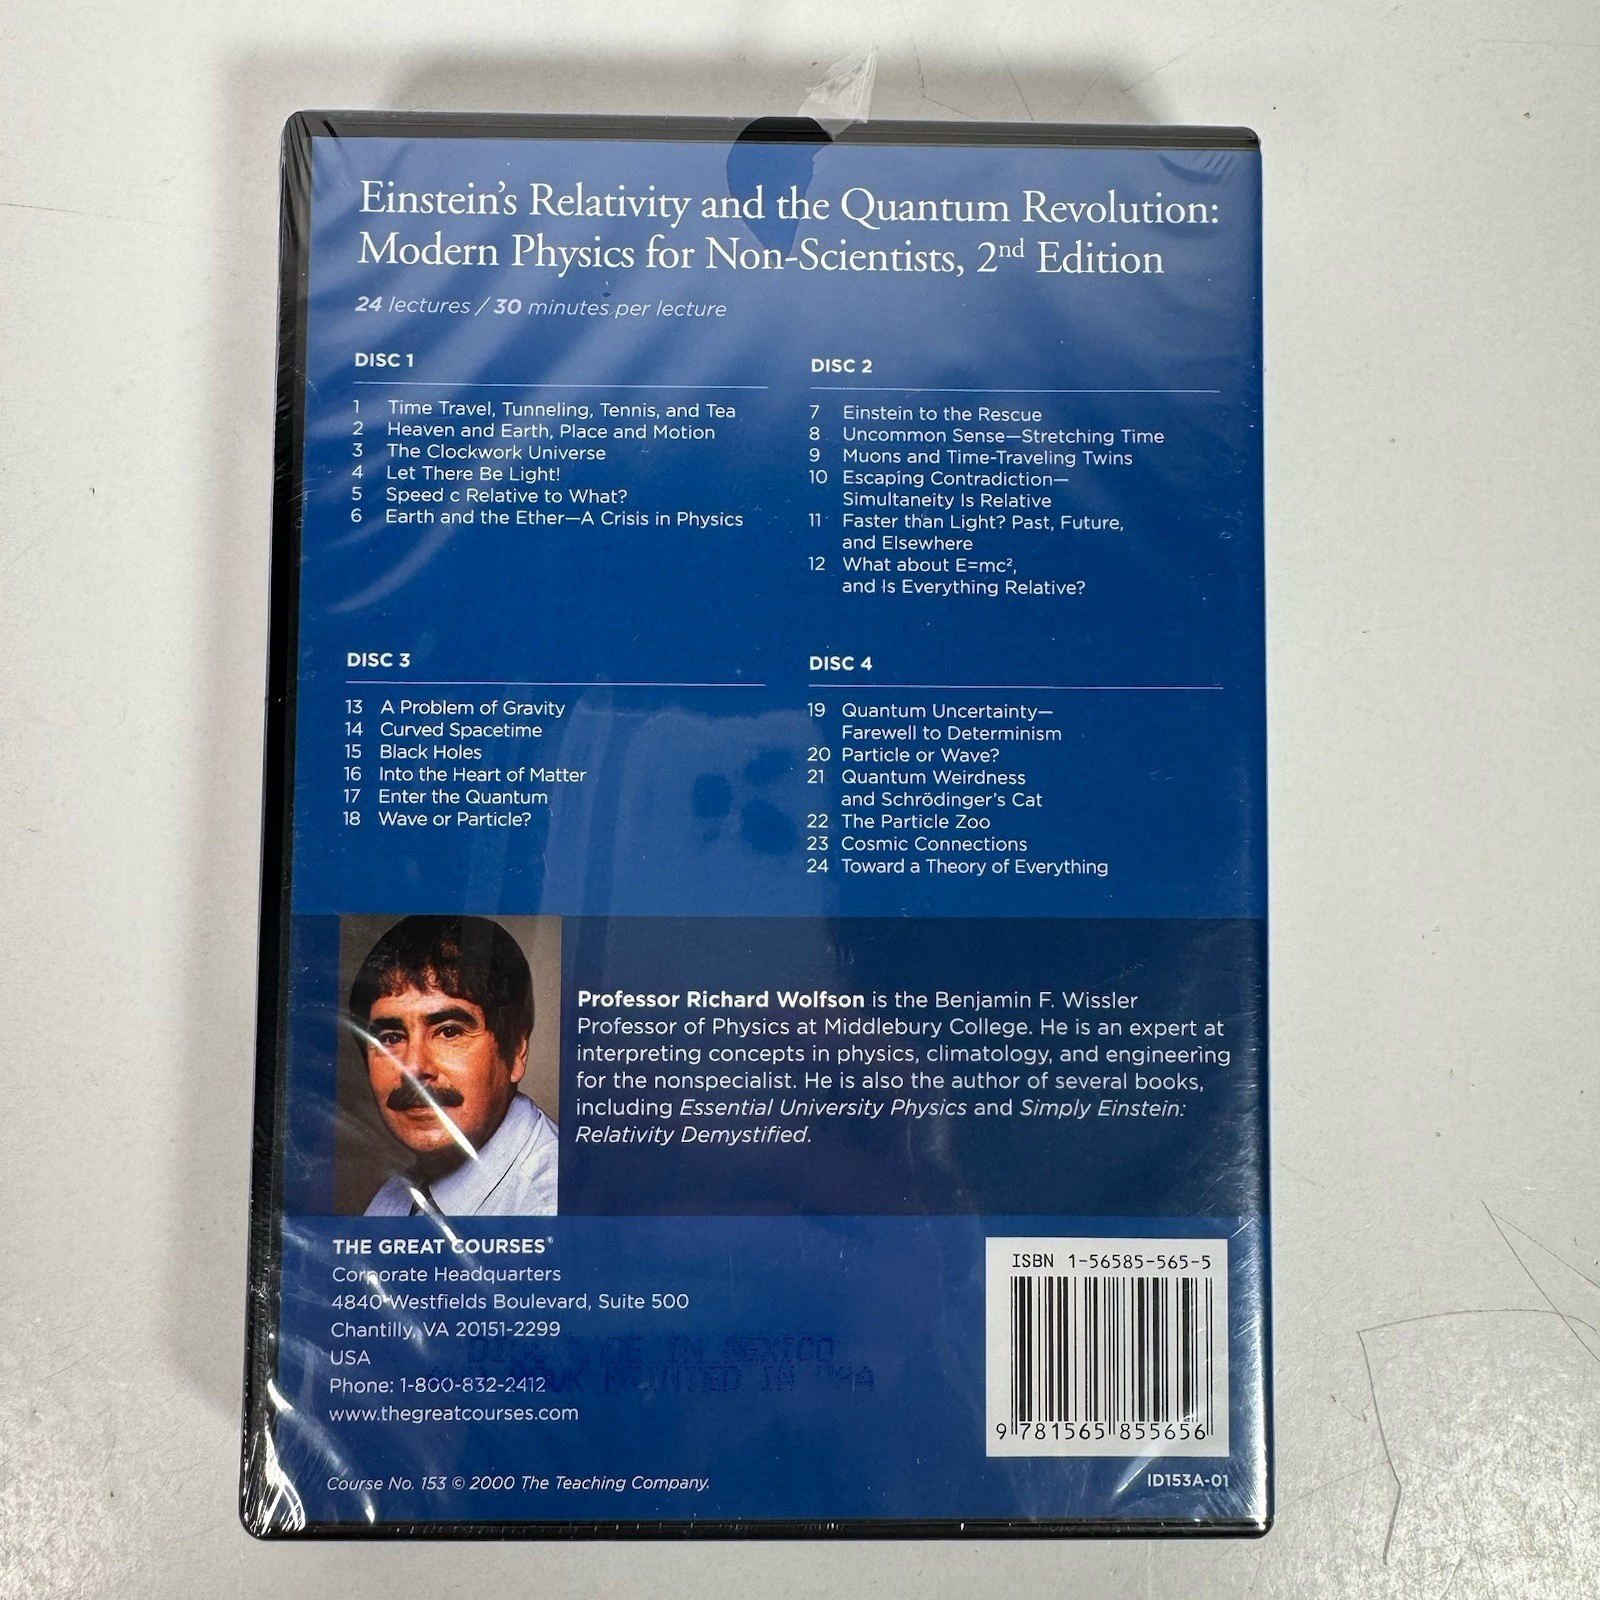 Einstein's Relativity and the Quantum Revolution:
Modern Physics for Non-Scientists, 2nd Edition
24 lectures / 30 minutes per lecture
DISC 1
1 Time Travel, Tunneling, Tennis, and Tea
2 Heaven and Earth, Place and Motion
3 The Clockwork Universe
4 Let There Be Light!
5 Speed c Relative to What?
6 Earth and the Ether—A Crisis in Physics
DISC 2
7 Einstein to the Rescue
8 Uncommon Sense—Stretching Time
9 Muons and Time-Traveling Twins
10 Escaping Contradiction—
Simultaneity Is Relative
11 Faster than Light? Past, Future,
and Elsewhere
12 What about E=mc²,
and Is Everything Relative?
DISC 3
13 A Problem of Gravity
14 Curved Spacetime
15 Black Holes
16 Into the Heart of Matter
17 Enter the Quantum
18 Wave or Particle?
DISC 4
19 Quantum Uncertainty—
Farewell to Determinism
20 Particle or Wave?
21 Quantum Weirdness
and Schrödinger's Cat
22 The Particle Zoo
23 Cosmic Connections
24 Toward a Theory of Everything
Professor Richard Wolfson is the Benjamin F. Wissler
Professor of Physics at Middlebury College. He is an expert at
interpreting concepts in physics, climatology, and engineering
for the nonspecialist. He is also the author of several books,
including Essential University Physics and Simply Einstein:
Relativity Demystified.
THE GREAT COURSES®
Corporate Headquarters
4840 Westfields Boulevard, Suite 500
Chantilly, VA 20151-2299
USA
Phone: 1-800-832-2412
www.thegreatcourses.com
IN MEXICO
PRINTED IN
ISBN 1-56585-565-5
9 781565 855656
Course No. 153 © 2000 The Teaching Company.
ID153A-01